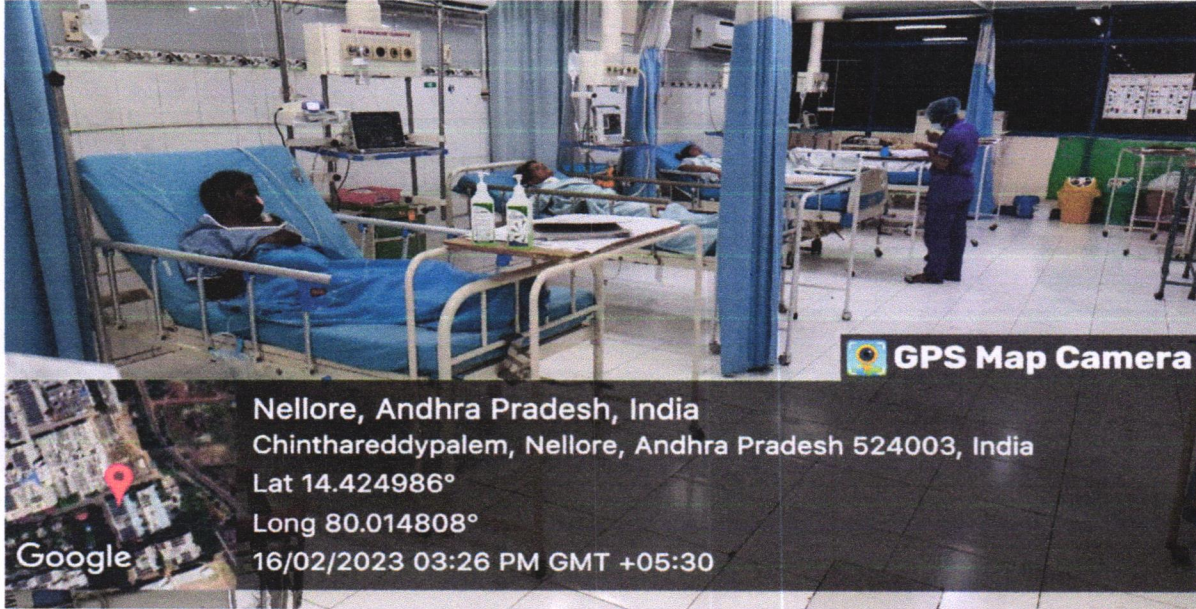 GPS Map Camera
Nellore, Andhra Pradesh, India
Chinthareddypalem, Nellore, Andhra Pradesh 524003, India
Lat 14.424986°
Long 80.014808°
16/02/2023 03:26 PM GMT +05:30
Google